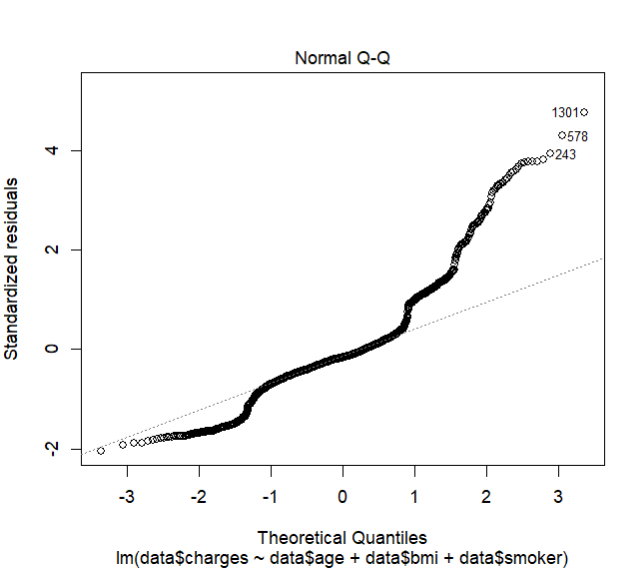 Normal Q-Q
1301
578
243
4
2
0
-2
Standardized residuals
-3 -2 -1 0 1 2 3
Theoretical Quantiles
lm(data$charges ~ data$age + data$bmi + data$smoker)